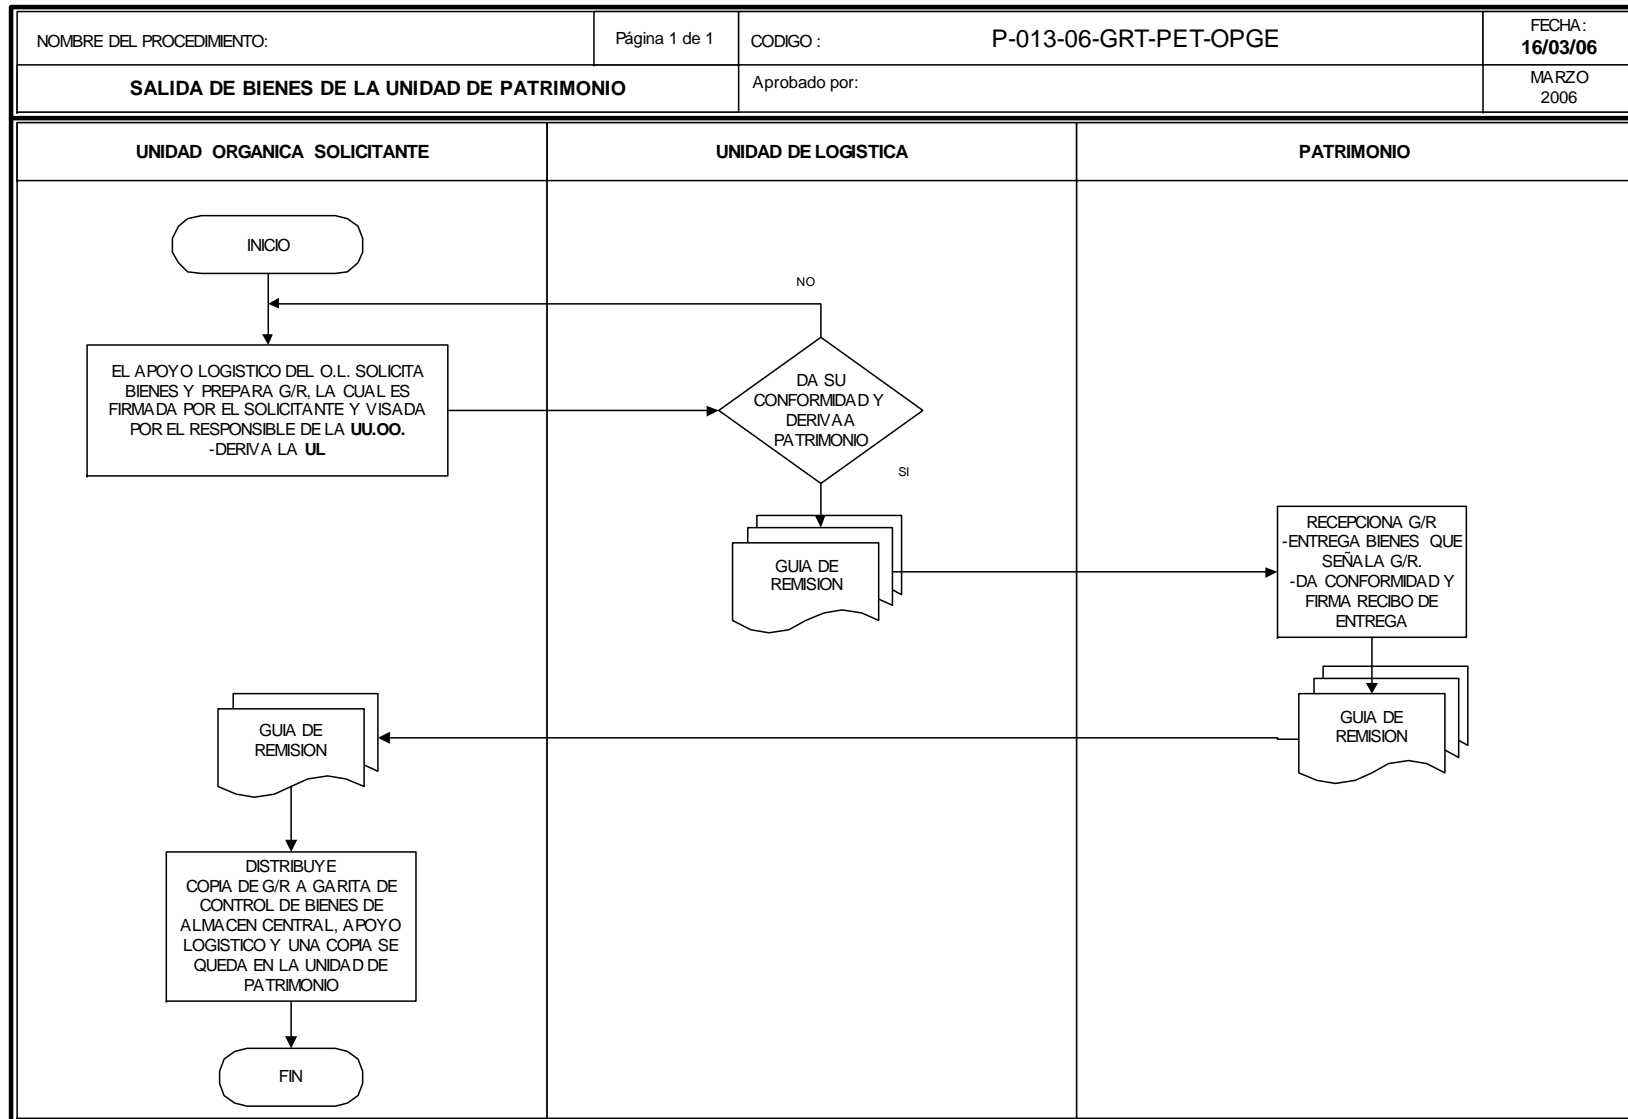 NOMBRE DEL PROCEDIMIENTO:
Página 1 de 1
CODIGO :
P-013-06-GRT-PET-OPGE
FECHA:
16/03/06
SALIDA DE BIENES DE LA UNIDAD DE PATRIMONIO
Aprobado por:
MARZO
2006
UNIDAD ORGANICA SOLICITANTE
UNIDAD DE LOGISTICA
PATRIMONIO
INICIO
NO
EL APOYO LOGISTICO DEL O.L. SOLICITA
BIENES Y PREPARA G/R, LA CUAL ES
FIRMADA POR EL SOLICITANTE Y VISADA
POR EL RESPONSIBLE DE LA UU.OO.
-DERIVA LA UL
DA SU
CONFORMIDAD Y
DERIVA A
PATRIMONIO
SI
GUIA DE
REMISION
RECEPCIONA G/R
-ENTREGA BIENES QUE
SEÑALA G/R.
-DA CONFORMIDAD Y
FIRMA RECIBO DE
ENTREGA
GUIA DE
REMISION
GUIA DE
REMISION
DISTRIBUYE
COPIA DE G/R A GARITA DE
CONTROL DE BIENES DE
ALMACEN CENTRAL, APOYO
LOGISTICO Y UNA COPIA SE
QUEDA EN LA UNIDAD DE
PATRIMONIO
FIN